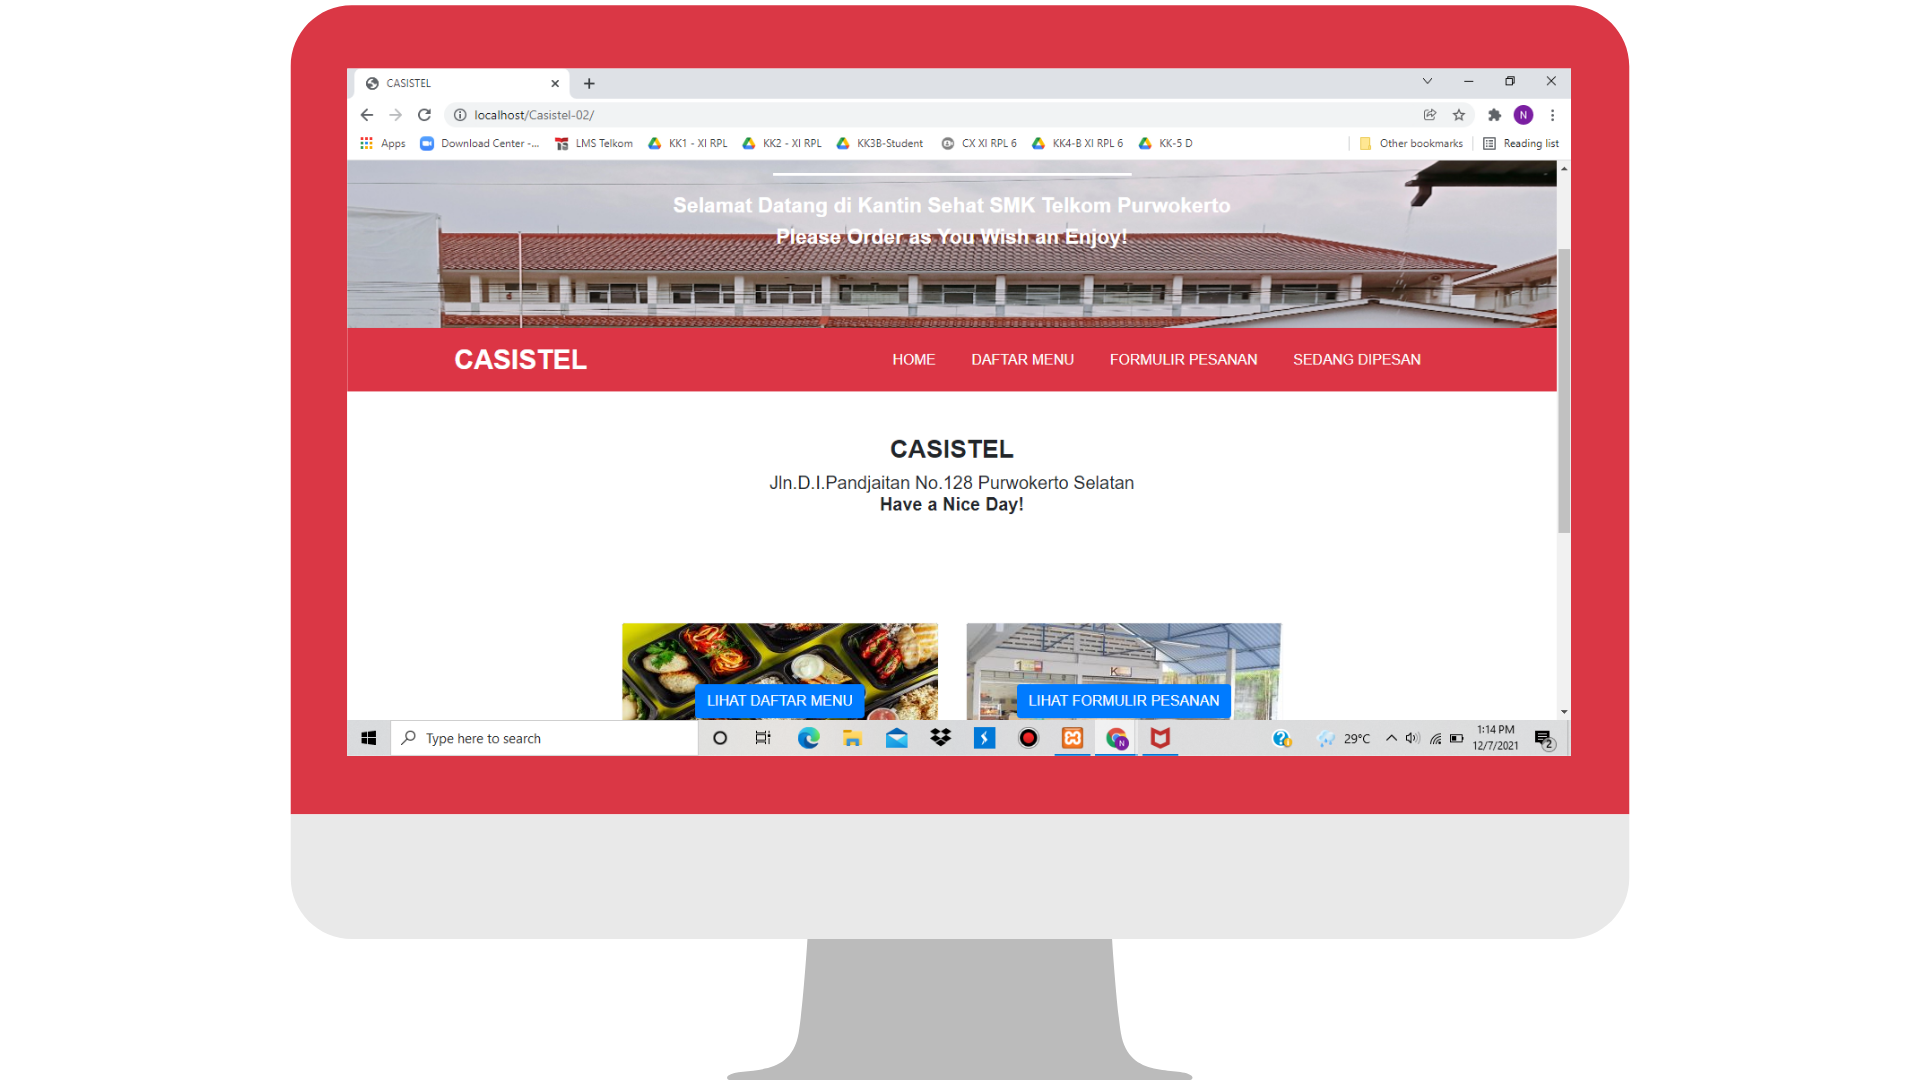 CASISTEL
localhost/Casistel-02/
N
Apps Download Center -... LMS Telkom KK1 - XI RPL KK2 - XI RPL KK3B-Student CX XI RPL 6 KK4-B XI RPL 6 KK-5 D Other bookmarks Reading list
Selamat Datang di Kantin Sehat SMK Telkom Purwokerto
Please Order as You Wish an Enjoy!
CASISTEL HOME DAFTAR MENU FORMULIR PESANAN SEDANG DIPESAN
CASISTEL
Jln.D.I.Pandjaitan No.128 Purwokerto Selatan
Have a Nice Day!
LIHAT DAFTAR MENU LIHAT FORMULIR PESANAN
Type here to search
N
29°C
1:14 PM
12/7/2021
2